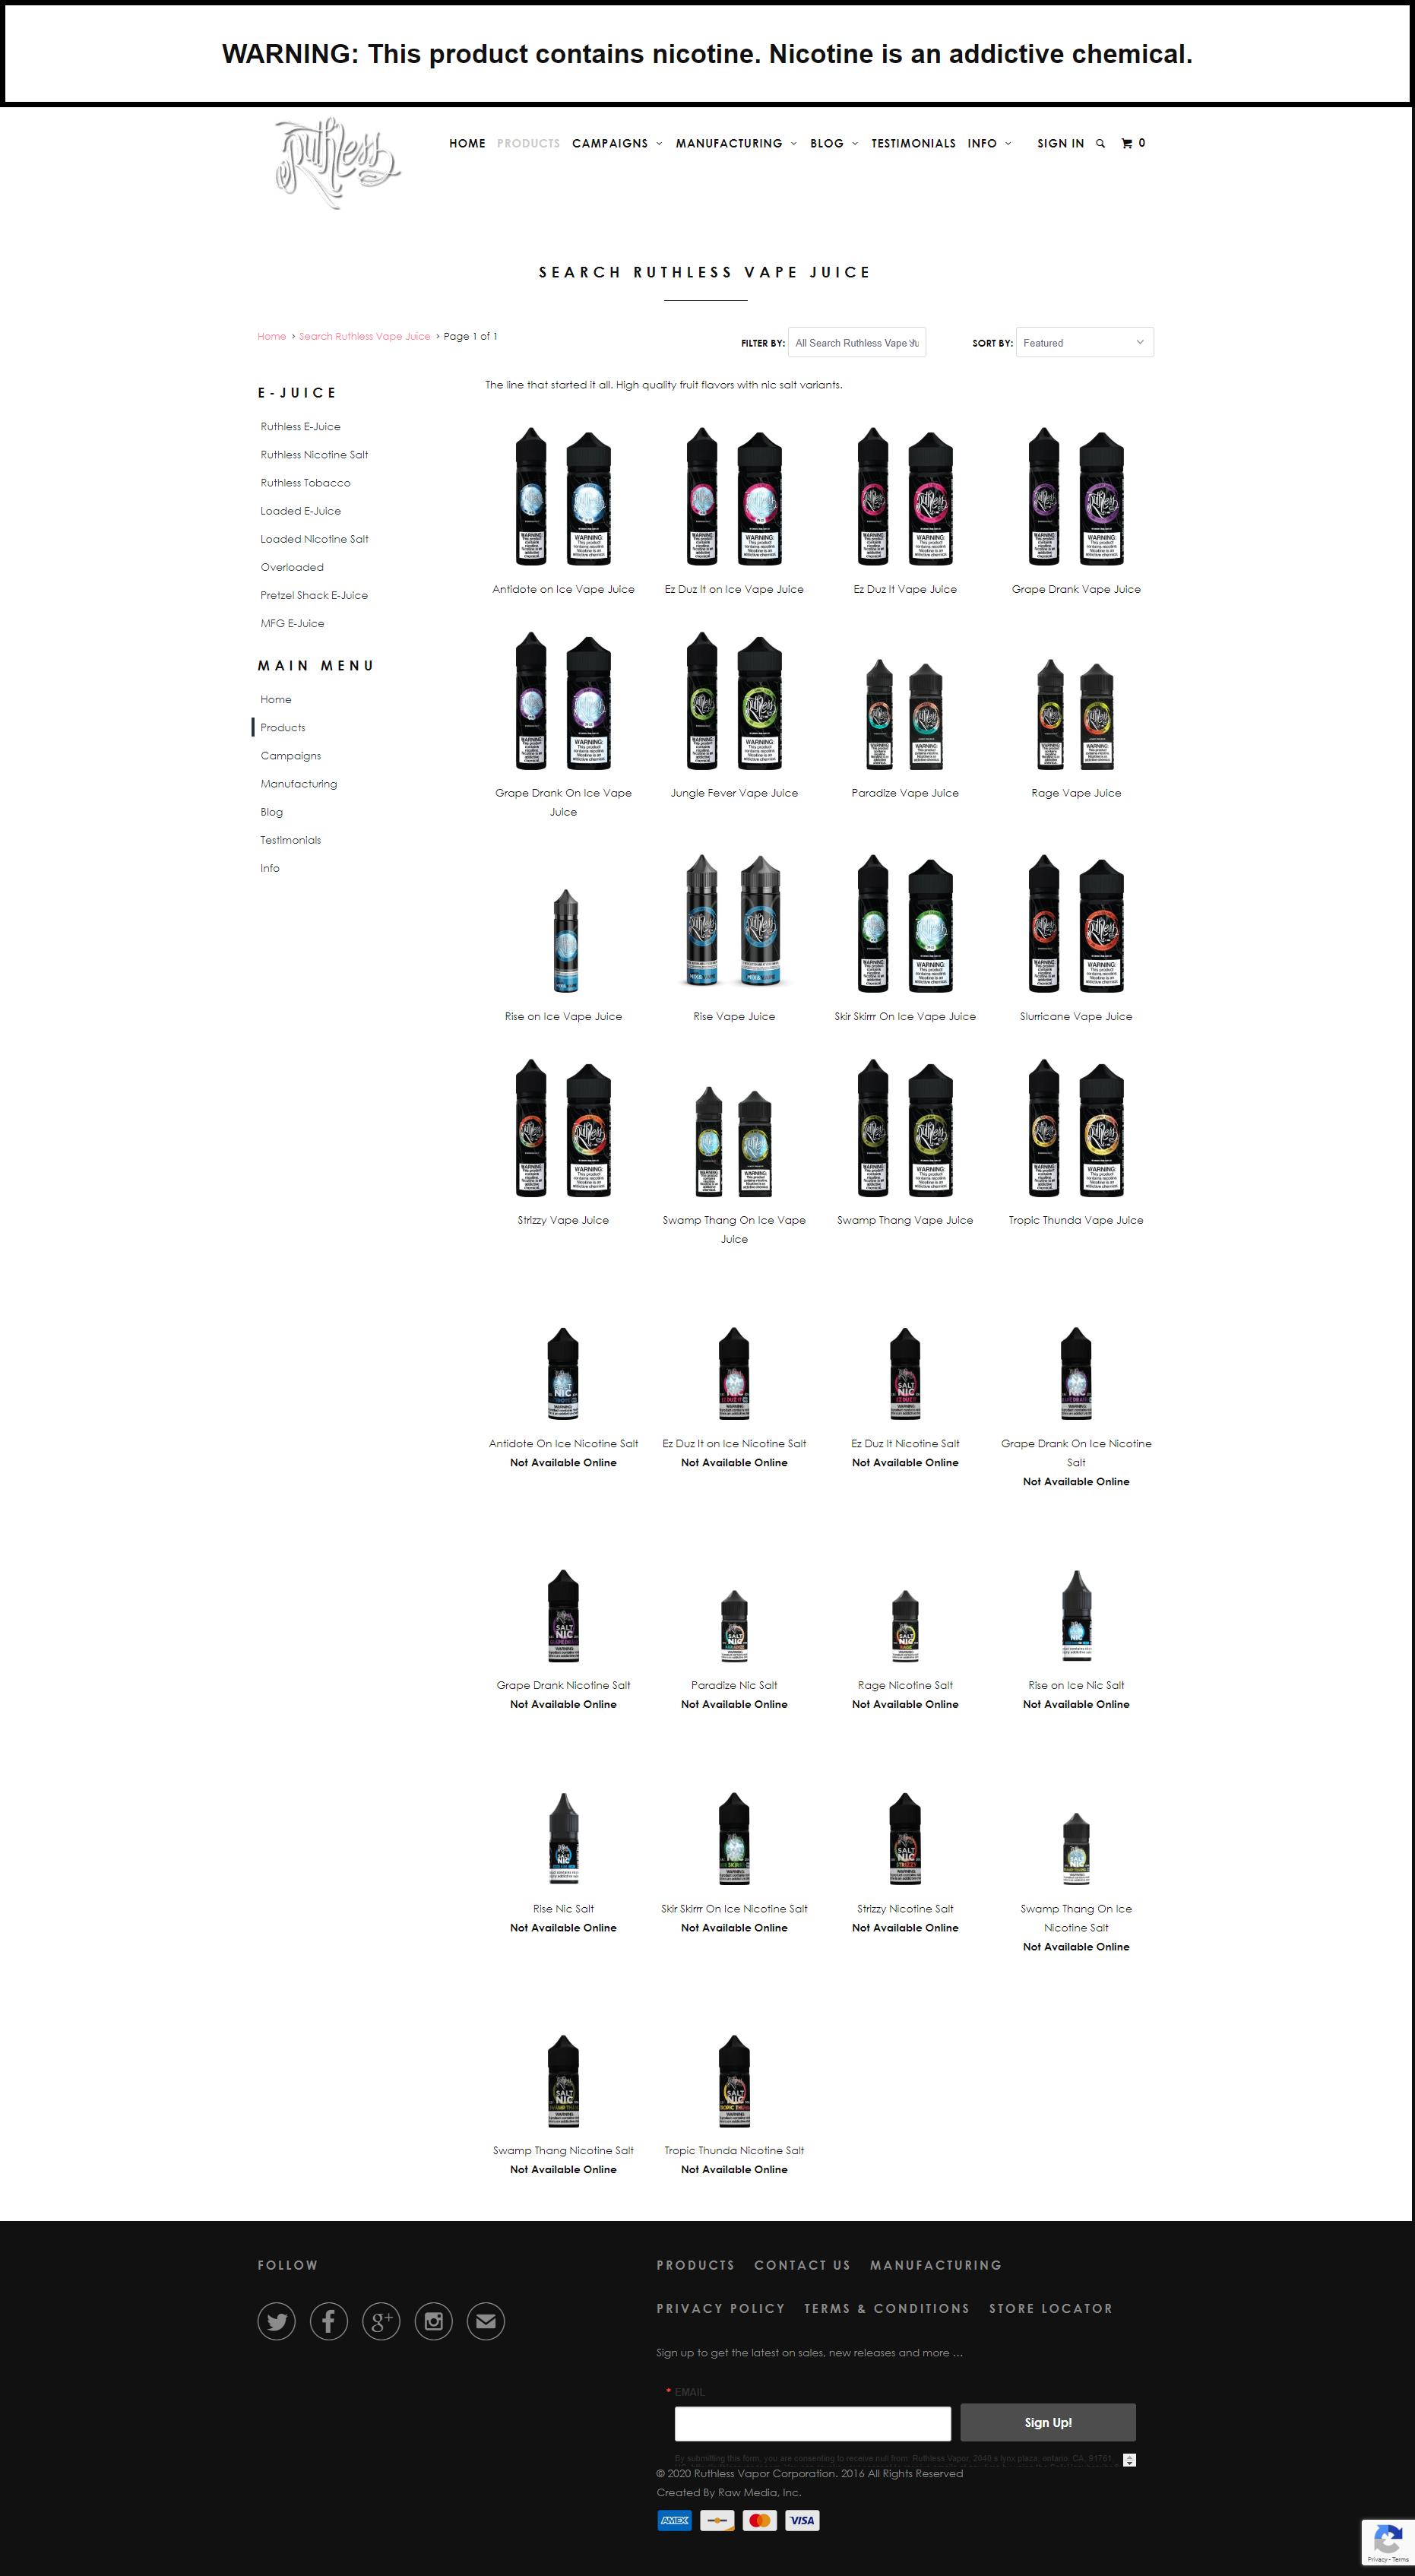 WARNING: This product contains nicotine. Nicotine is an addictive chemical.
Ruthless
HOME PRODUCTS CAMPAIGNS MANUFACTURING BLOG TESTIMONIALS INFO SIGN IN 0
SEARCH RUTHLESS VAPE JUICE
Home > Search Ruthless Vape Juice > Page 1 of 1
FILTER BY: All Search Ruthless Vape SORT BY: Featured
The line that started it all. High quality fruit flavors with nic salt variants.
E-JUICE
Ruthless E-Juice
Ruthless Nicotine Salt
Ruthless Tobacco
Loaded E-Juice
Loaded Nicotine Salt
Overloaded
Pretzel Shack E-Juice
MFG E-Juice
MAIN MENU
Home
Products
Campaigns
Manufacturing
Blog
Testimonials
Info
Antidote on Ice Vape Juice
Ez Duz It on Ice Vape Juice
Ez Duz It Vape Juice
Grape Drank Vape Juice
Grape Drank On Ice Vape
Juice
Jungle Fever Vape Juice
Paradize Vape Juice
Rage Vape Juice
Rise on Ice Vape Juice
Rise Vape Juice
Skir Skirrr On Ice Vape Juice
Slurricane Vape Juice
Strizzy Vape Juice
Swamp Thang On Ice Vape
Juice
Swamp Thang Vape Juice
Tropic Thunda Vape Juice
Antidote On Ice Nicotine Salt
Not Available Online
Ez Duz It on Ice Nicotine Salt
Not Available Online
Ez Duz It Nicotine Salt
Not Available Online
Grape Drank On Ice Nicotine
Salt
Not Available Online
Grape Drank Nicotine Salt
Not Available Online
Paradize Nic Salt
Not Available Online
Rage Nicotine Salt
Not Available Online
Rise on Ice Nic Salt
Not Available Online
Rise Nic Salt
Not Available Online
Skir Skirrr On Ice Nicotine Salt
Not Available Online
Strizzy Nicotine Salt
Not Available Online
Swamp Thang On Ice
Nicotine Salt
Not Available Online
Swamp Thang Nicotine Salt
Not Available Online
Tropic Thunda Nicotine Salt
Not Available Online
FOLLOW
PRODUCTS CONTACT US MANUFACTURING
PRIVACY POLICY TERMS & CONDITIONS STORE LOCATOR
Sign up to get the latest on sales, new releases and more ...
* EMAIL
Sign Up!
By submitting this form, you are consenting to receive null from: Ruthless Vapor, 2040 s lynx plaza, ontario, CA, 91761,
© 2020 Ruthless Vapor Corporation. 2016 All Rights Reserved
Created By Raw Media, Inc.
AMEX VISA
Privacy - Terms